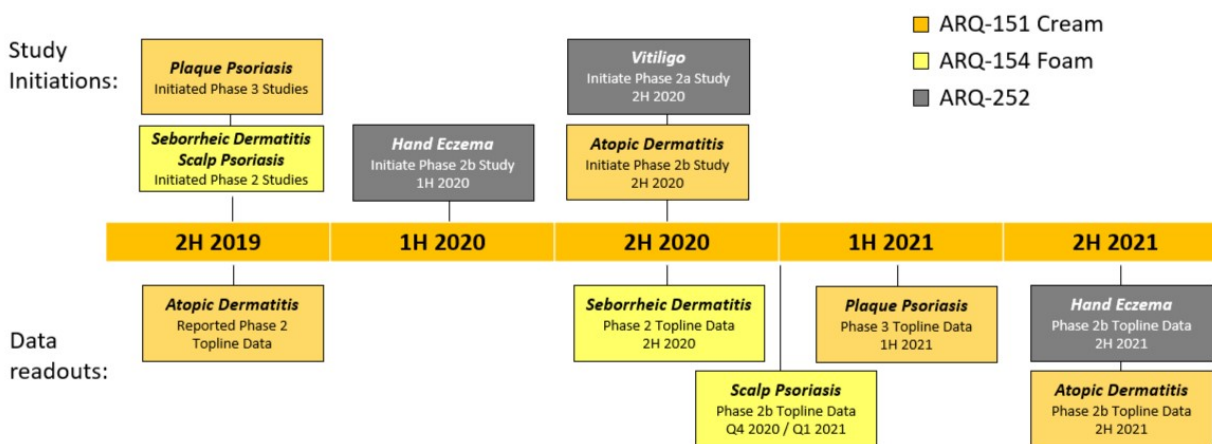 Study
Initiations:
Plaque Psoriasis
Initiated Phase 3 Studies
Seborrheic Dermatitis
Scalp Psoriasis
Initiated Phase 2 Studies
Hand Eczema
Initiate Phase 2b Study
1H 2020
Vitiligo
Initiate Phase 2a Study
2H 2020
Atopic Dermatitis
Initiate Phase 2b Study
2H 2020
ARQ-151 Cream
ARQ-154 Foam
ARQ-252
2H 2019
1H 2020
2H 2020
1H 2021
2H 2021
Data
readouts:
Atopic Dermatitis
Reported Phase 2
Topline Data
Seborrheic Dermatitis
Phase 2 Topline Data
2H 2020
Scalp Psoriasis
Phase 2b Topline Data
Q4 2020 / Q1 2021
Plaque Psoriasis
Phase 3 Topline Data
1H 2021
Hand Eczema
Phase 2b Topline Data
2H 2021
Atopic Dermatitis
Phase 2b Topline Data
2H 2021